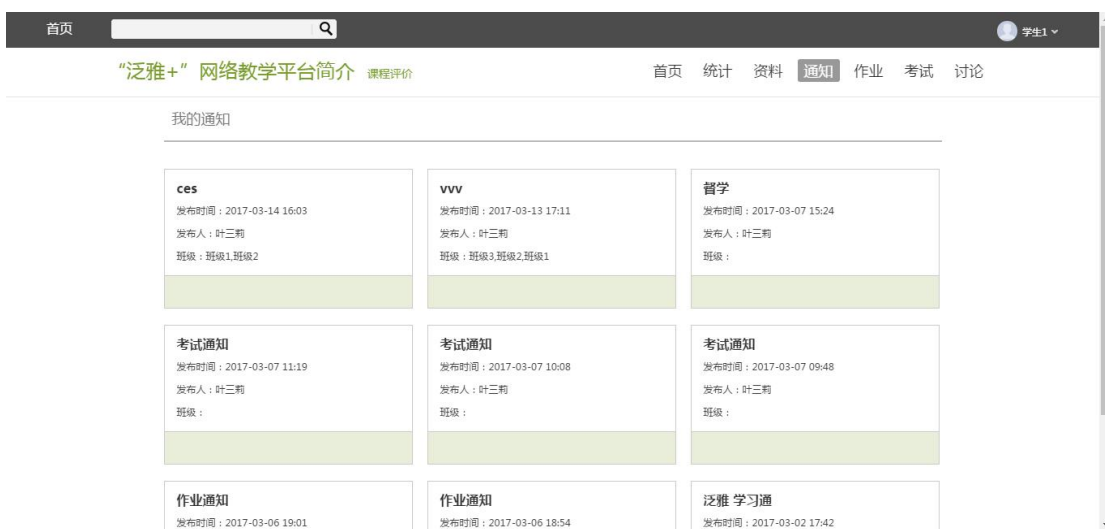 首页
学生1
“泛雅+”网络教学平台简介 课程评价
首页 统计 资料 通知 作业 考试 讨论
我的通知
ces
发布时间：2017-03-14 16:03
发布人：叶三莉
班级：班级1,班级2
vvv
发布时间：2017-03-13 17:11
发布人：叶三莉
班级：班级3,班级2,班级1
督学
发布时间：2017-03-07 15:24
发布人：叶三莉
班级：
考试通知
发布时间：2017-03-07 11:19
发布人：叶三莉
班级：
考试通知
发布时间：2017-03-07 10:08
发布人：叶三莉
班级：
考试通知
发布时间：2017-03-07 09:48
发布人：叶三莉
班级：
作业通知
发布时间：2017-03-06 19:01
作业通知
发布时间：2017-03-06 18:54
泛雅 学习通
发布时间：2017-03-02 17:42